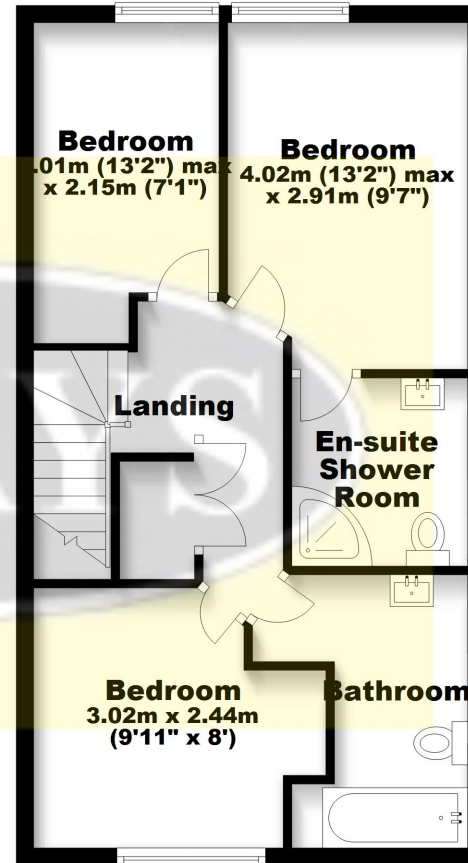 Bedroom
.01m (13'2") max
x 2.15m (7'1")
Bedroom
4.02m (13'2") max
x 2.91m (9'7")
Landing
En-suite
Shower
Room
Bedroom
3.02m x 2.44m
(9'11" x 8')
Bathroom
AYS